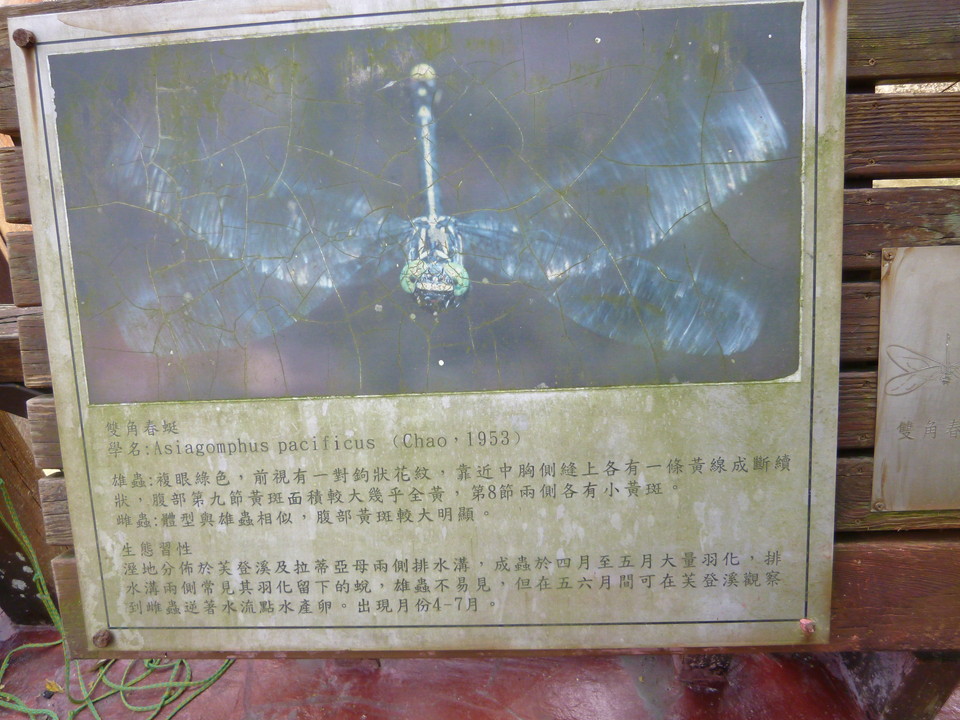 雙角春蜓
學名:Asiagomphus pacificus （Chao，1953）
雄蟲:複眼綠色，前視有一對鉤狀花紋，靠近中胸側縫上各有一條黃線成斷續
狀，腹部第九節黃斑面積較大幾乎全黃，第8節兩側各有小黃斑。
雌蟲:體型與雄蟲相似，腹部黃斑較大明顯。
生態習性
溼地分佈於芙登溪及拉蒂亞母兩側排水溝，成蟲於四月至五月大量羽化，排
水溝兩側常見其羽化留下的蛻，雄蟲不易見，但在五六月間可在芙登溪觀察
到雌蟲逆著水流點水產卵。出現月份4-7月。
雙角春